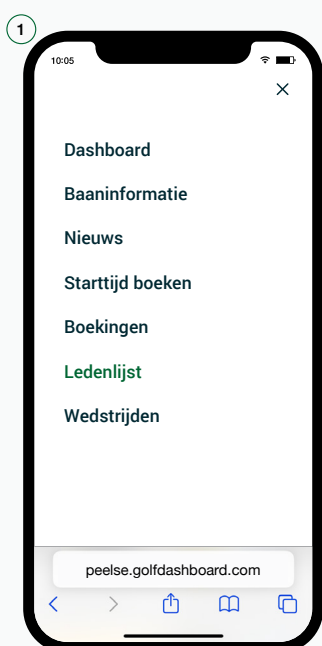 1
10:05
Dashboard
Baaninformatie
Nieuws
Starttijd boeken
Boekingen
Ledenlijst
Wedstrijden
peelse.golfdashboard.com